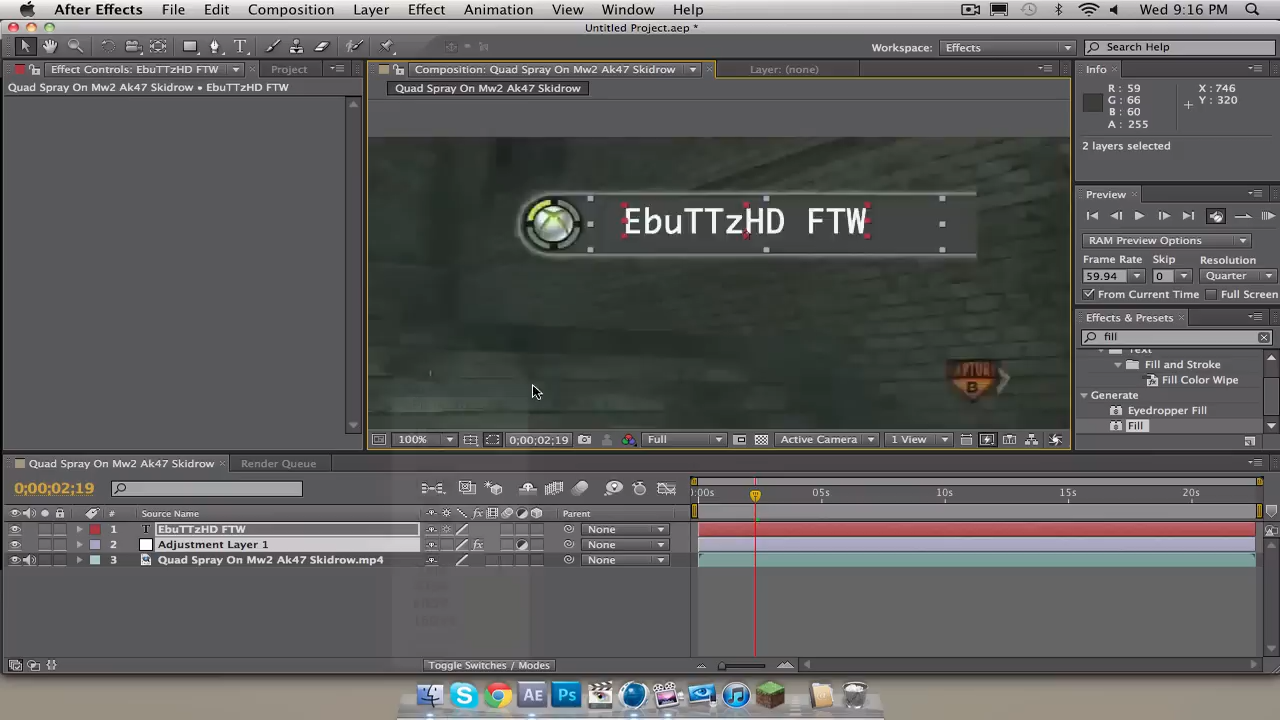 After Effects File Edit Composition Layer Effect Animation View Window Help Wed 9:16 PM
Untitled Project.aep *
Workspace: Effects Search Help
Effect Controls: EbuTTzHD FTW Project Composition: Quad Spray On Mw2 Ak47 Skidrow Layer: (none) Info
Quad Spray On Mw2 Ak47 Skidrow • EbuTTzHD FTW Quad Spray On Mw2 Ak47 Skidrow
R: 59 X: 746
G: 66 Y: 320
B: 60
A: 255
2 layers selected
Preview
EbuTTzHD FTW
RAM Preview Options
Frame Rate Skip Resolution
59.94 0 Quarter
From Current Time Full Screen
Effects & Presets
fill
Text
Fill and Stroke
Fill Color Wipe
B
Generate
Eyedropper Fill
Fill
100% 0;00;02;19 Full Active Camera 1 View
Quad Spray On Mw2 Ak47 Skidrow Render Queue
0;00;02;19 0:00s 05s 10s 15s 20s
# Source Name fx Parent
1 T EbuTTzHD FTW None
2 Adjustment Layer 1 fx None
3 Quad Spray On Mw2 Ak47 Skidrow.mp4 None
Toggle Switches / Modes
AE Ps